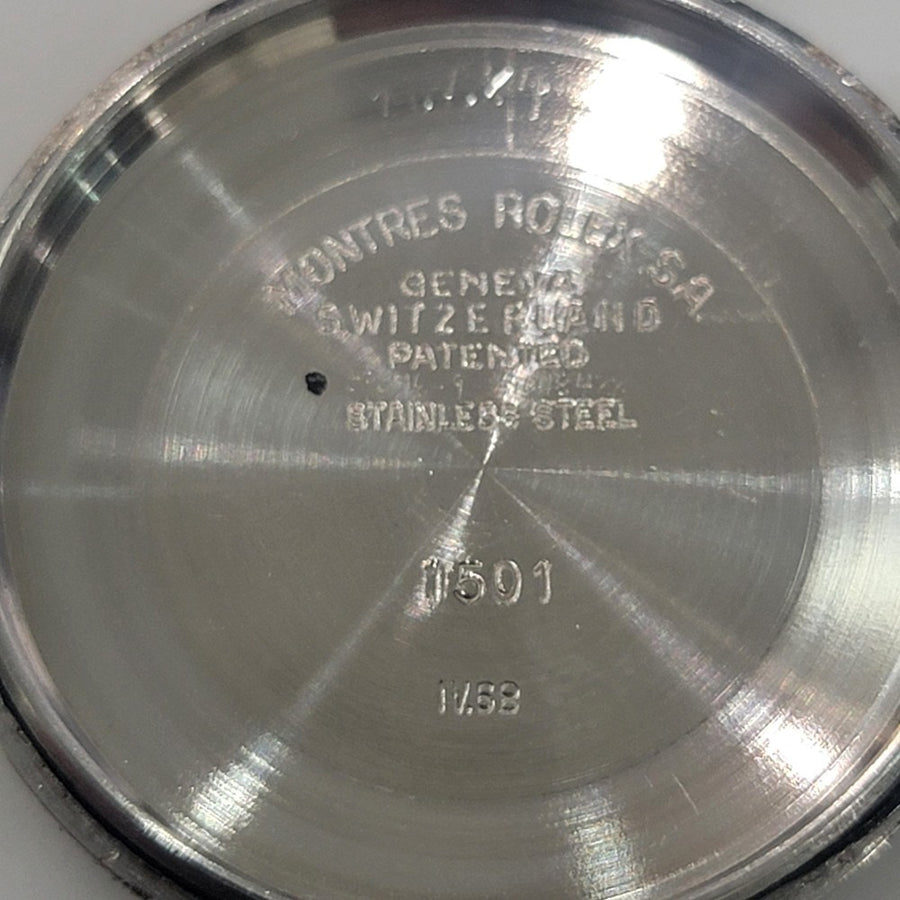 MONTRES ROLEX.S.A
GENEVA
SWITZERLAND
PATENTED
STAINLESS STEEL
1501
IV.68